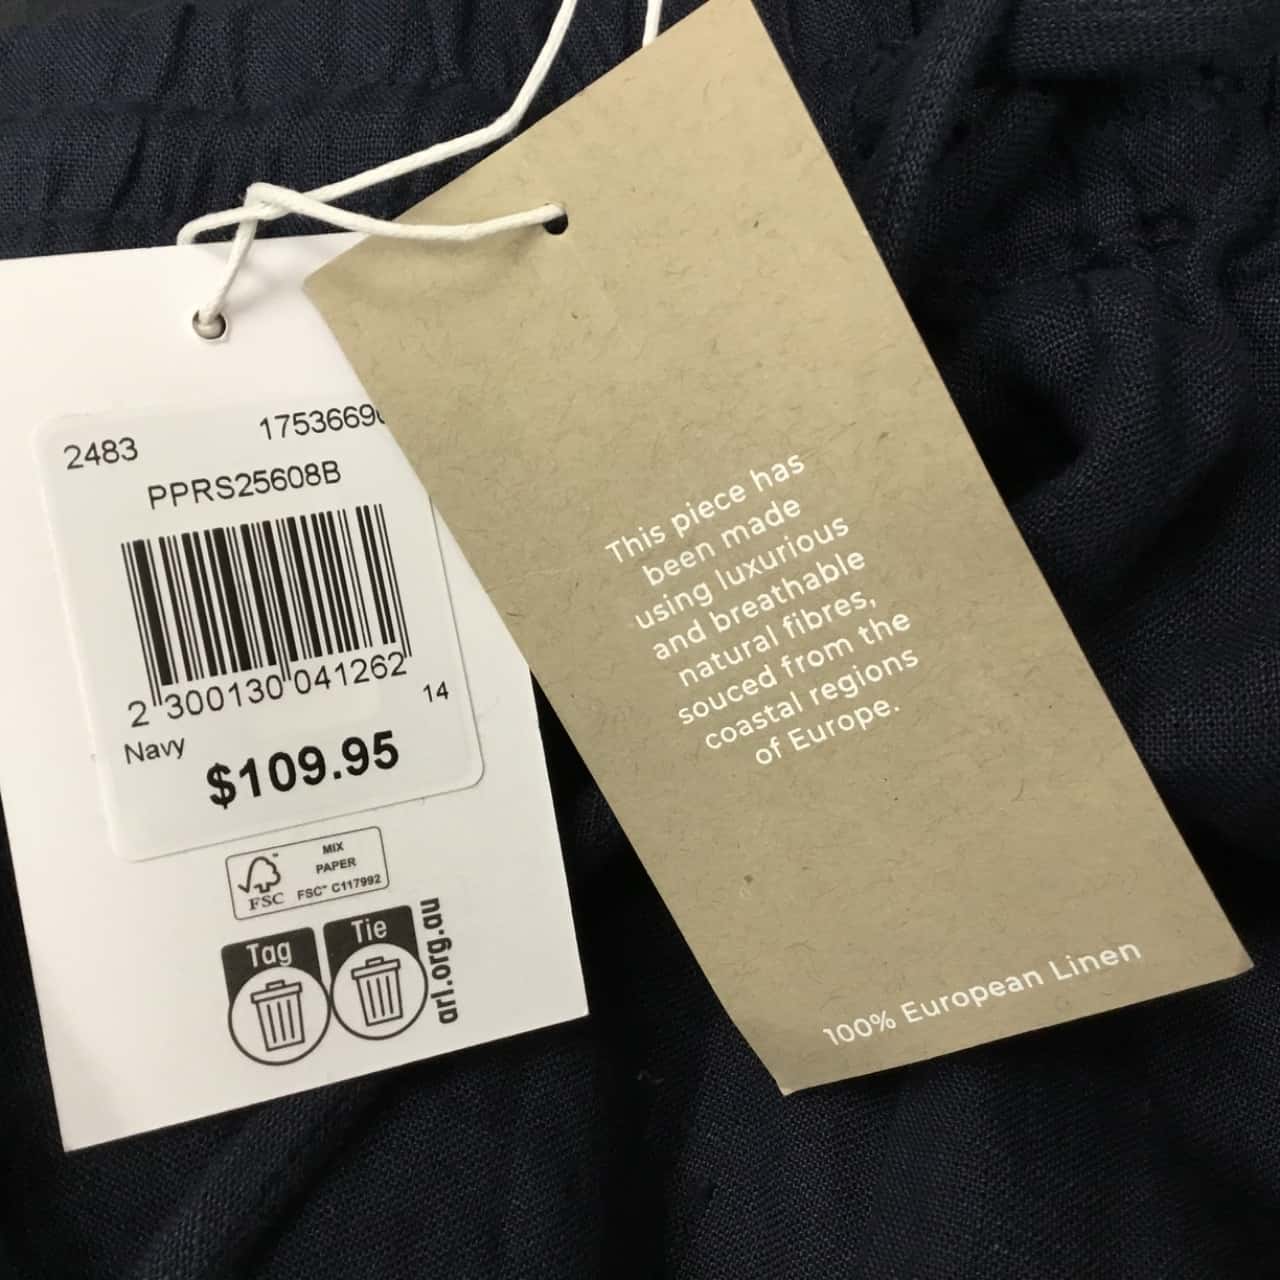 2483
PPRS25608B
2 300130 041262
14
Navy
$109.95
MIX
PAPER
FSC™ C117992
FSC
Tag
Tie
arl.org.au
This piece has
been made
using luxurious
and breathable
natural fibres,
souced from the
coastal regions
of Europe.
100% European Linen